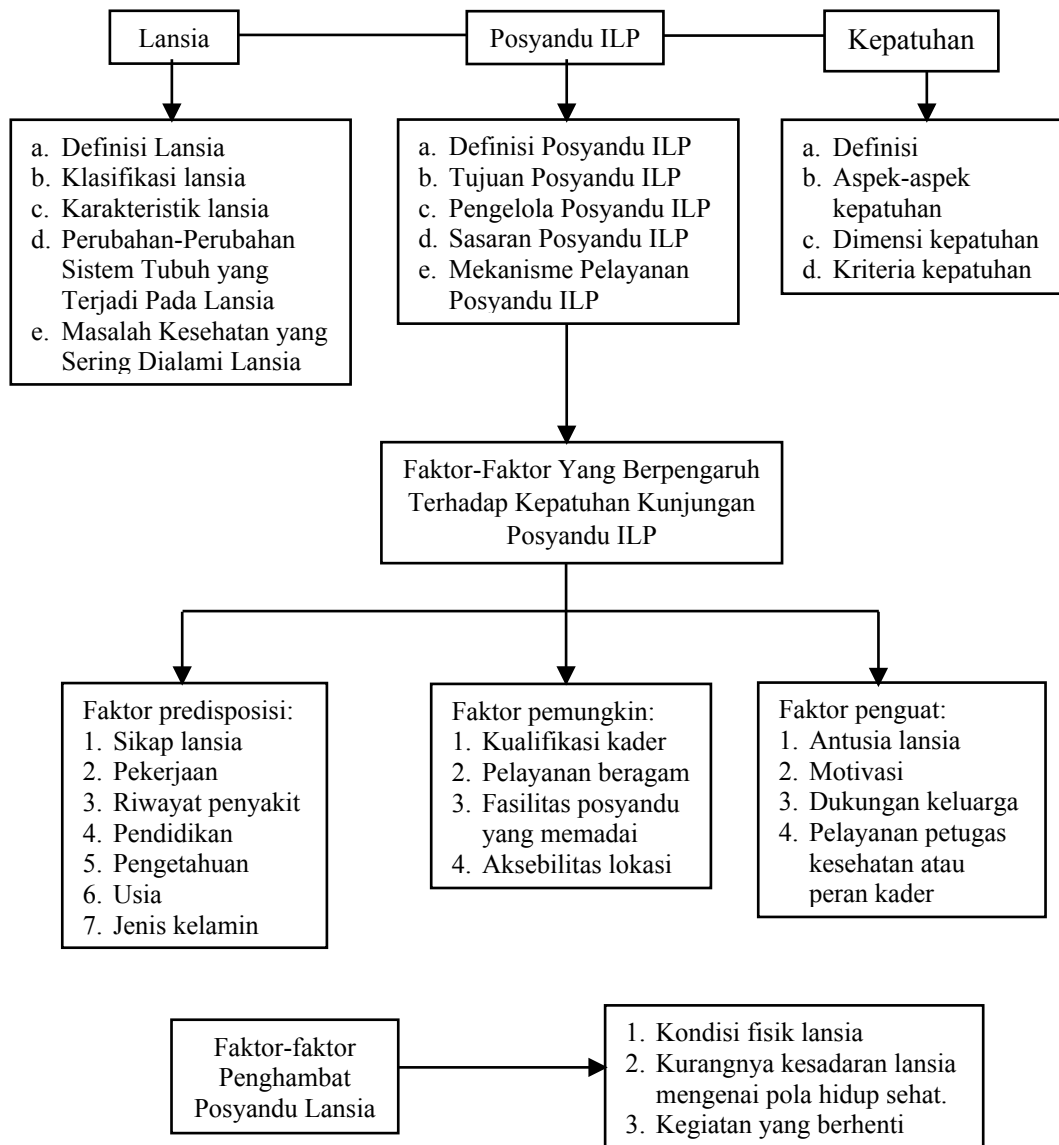 Lansia
Posyandu ILP
Kepatuhan
a. Definisi Lansia
b. Klasifikasi lansia
c. Karakteristik lansia
d. Perubahan-Perubahan
Sistem Tubuh yang
Terjadi Pada Lansia
e. Masalah Kesehatan yang
Sering Dialami Lansia
a. Definisi Posyandu ILP
b. Tujuan Posyandu ILP
c. Pengelola Posyandu ILP
d. Sasaran Posyandu ILP
e. Mekanisme Pelayanan
Posyandu ILP
a. Definisi
b. Aspek-aspek
kepatuhan
c. Dimensi kepatuhan
d. Kriteria kepatuhan
Faktor-Faktor Yang Berpengaruh
Terhadap Kepatuhan Kunjungan
Posyandu ILP
Faktor predisposisi:
1. Sikap lansia
2. Pekerjaan
3. Riwayat penyakit
4. Pendidikan
5. Pengetahuan
6. Usia
7. Jenis kelamin
Faktor pemungkin:
1. Kualifikasi kader
2. Pelayanan beragam
3. Fasilitas posyandu
yang memadai
4. Aksebilitas lokasi
Faktor penguat:
1. Antusia lansia
2. Motivasi
3. Dukungan keluarga
4. Pelayanan petugas
kesehatan atau
peran kader
Faktor-faktor
Penghambat
Posyandu Lansia
1. Kondisi fisik lansia
2. Kurangnya kesadaran lansia
mengenai pola hidup sehat.
3. Kegiatan yang berhenti